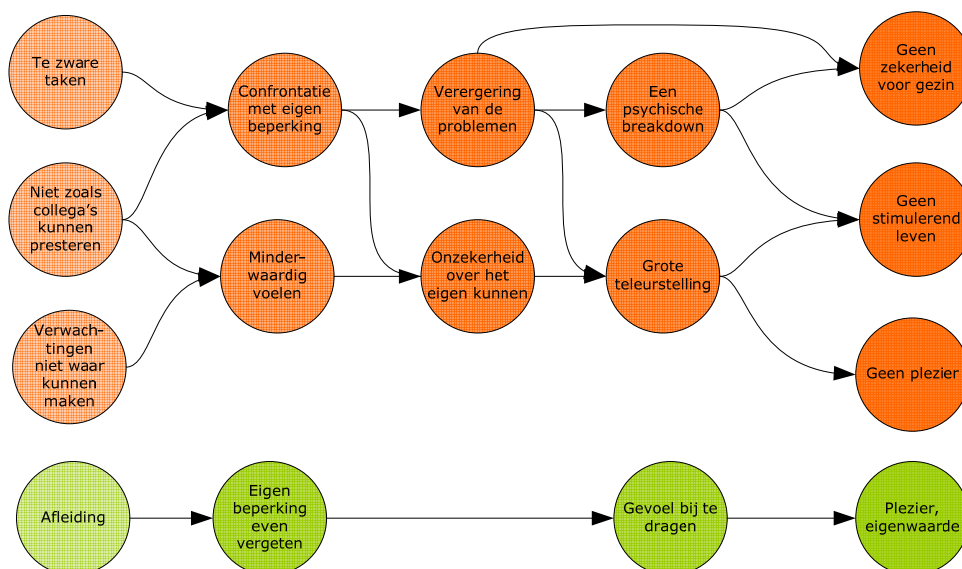 Te zware
taken
Confrontatie
met eigen
beperking
Verergering
van de
problemen
Een
psychische
breakdown
Geen
zekerheid
voor gezin
Niet zoals
collega's
kunnen
presteren
Minder-
waardig
voelen
Onzekerheid
over het
eigen kunnen
Grote
teleurstelling
Geen
stimulerend
leven
Verwach-
tingen
niet waar
kunnen
maken
Geen plezier
Afleiding
Eigen
beperking
even
vergeten
Gevoel bij te
dragen
Plezier,
eigenwaarde